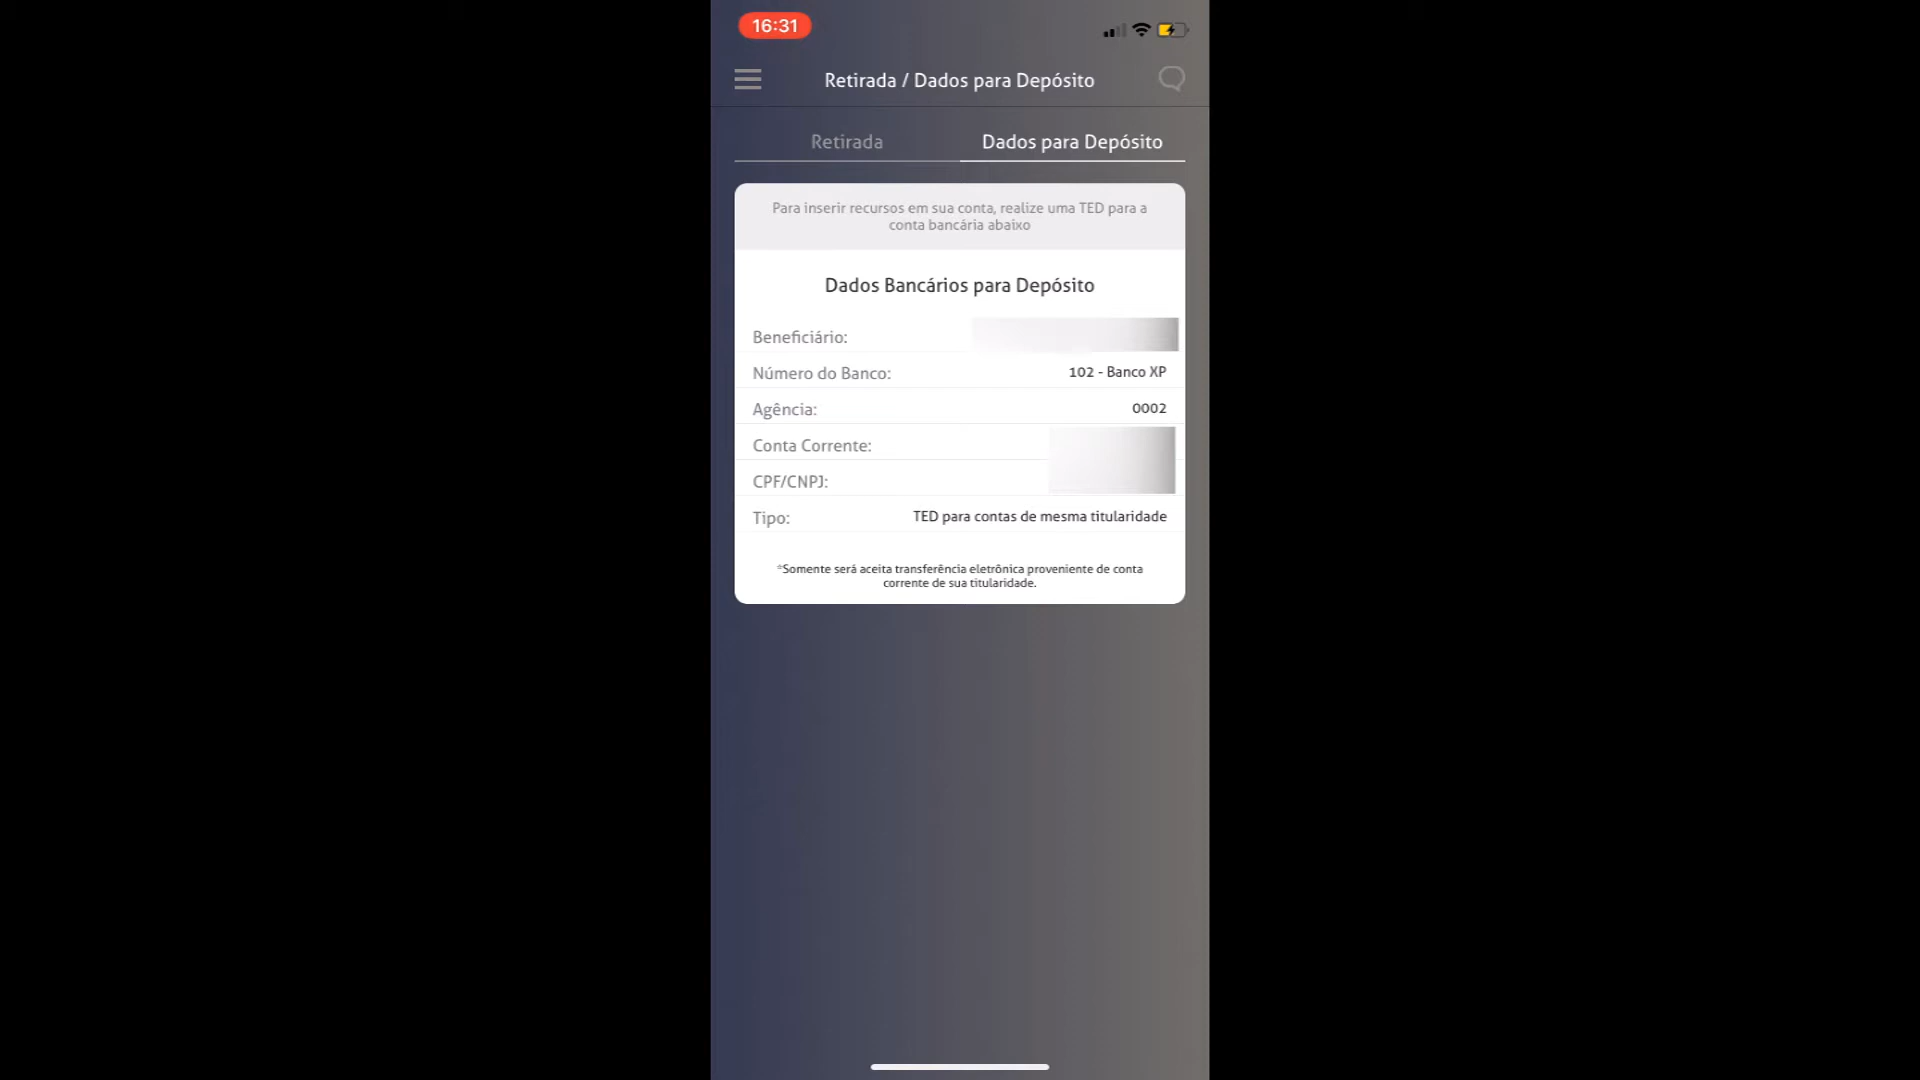 16:31
Retirada / Dados para Depósito
Retirada
Dados para Depósito
Para inserir recursos em sua conta, realize uma TED para a
conta bancária abaixo
Dados Bancários para Depósito
Beneficiário:
Número do Banco:
102 - Banco XP
Agência:
0002
Conta Corrente:
CPF/CNPJ:
Tipo:
TED para contas de mesma titularidade
*Somente será aceita transferência eletrônica proveniente de conta
corrente de sua titularidade.